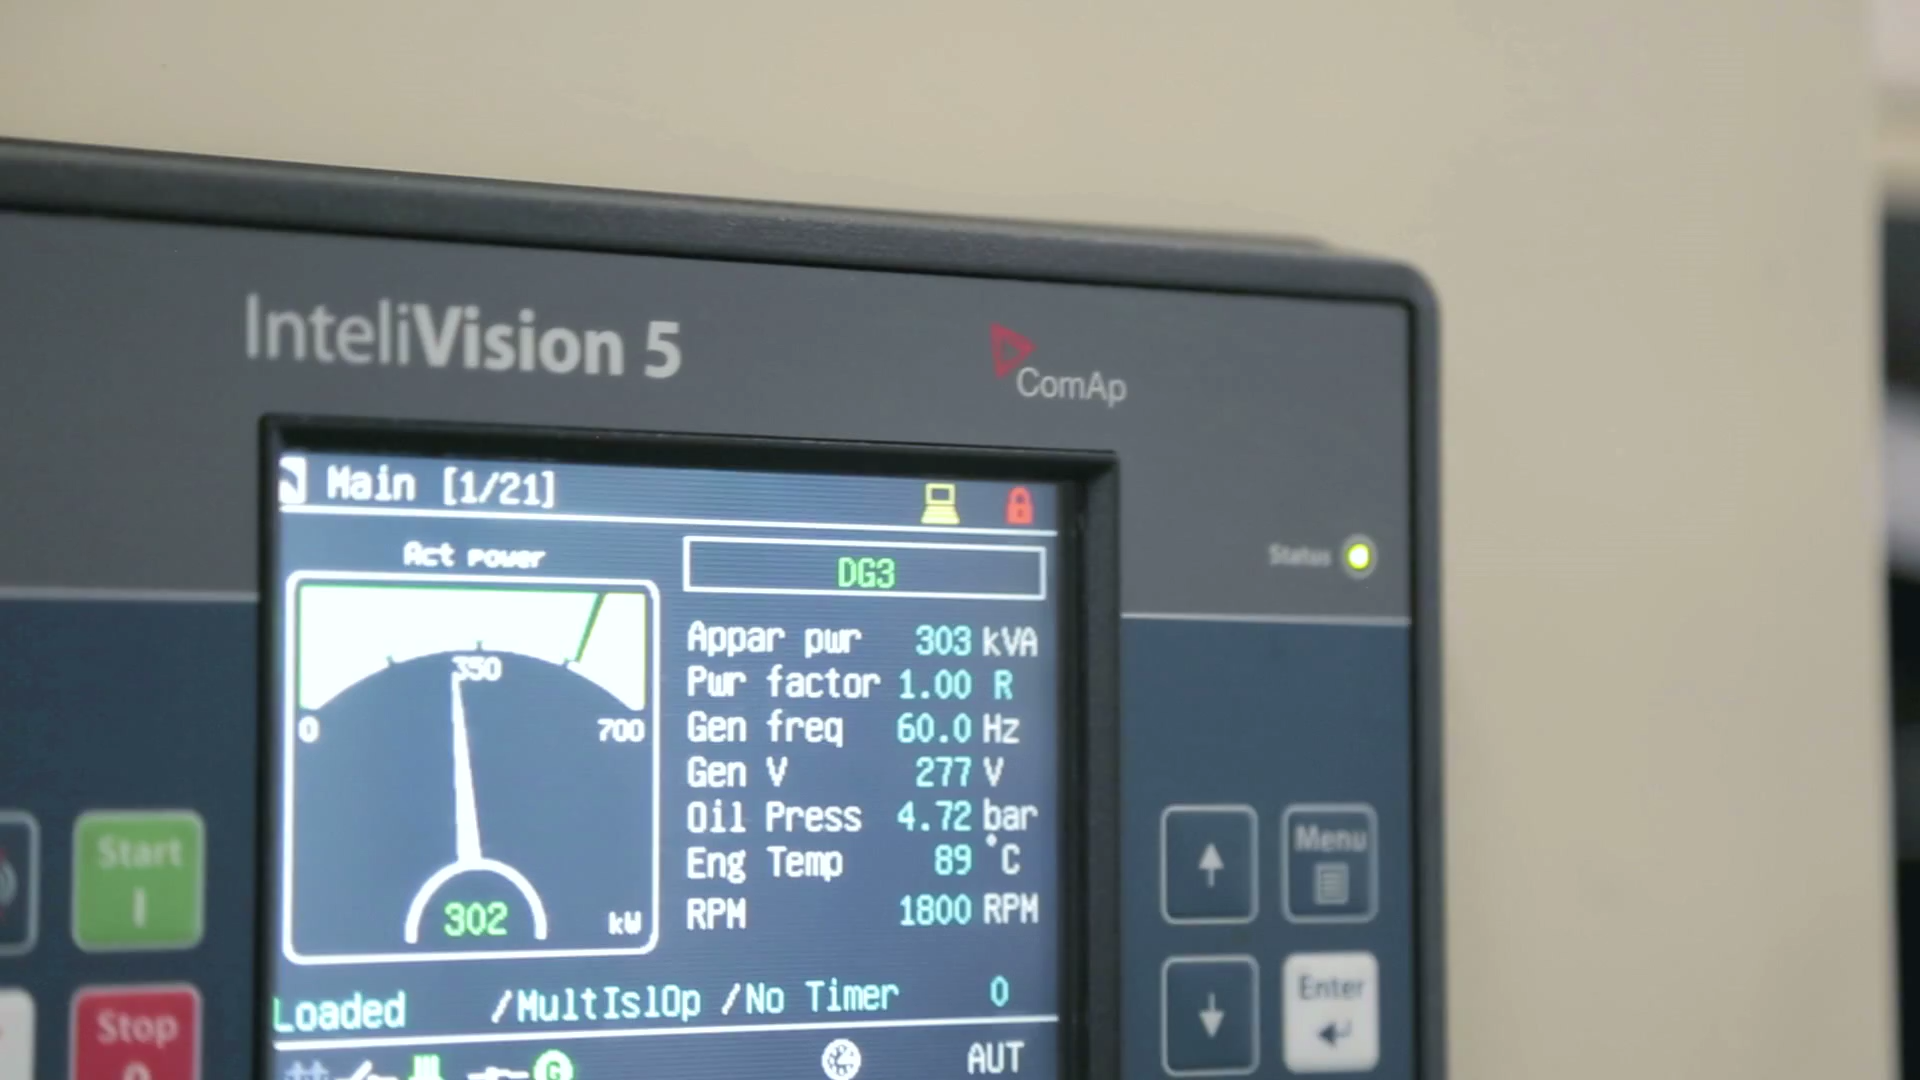 InteliVision 5
ComAp
Main [1/21]
Status
Act power
DG3
350
0
700
302
kW
Appar pwr 303 kVA
Pwr factor 1.00 R
Gen freq 60.0 Hz
Gen V 277 V
Oil Press 4.72 bar
Eng Temp 89 °C
RPM 1800 RPM
Loaded /MultIslOp /No Timer 0
G
AUT
Start
I
Stop
Menu
Enter